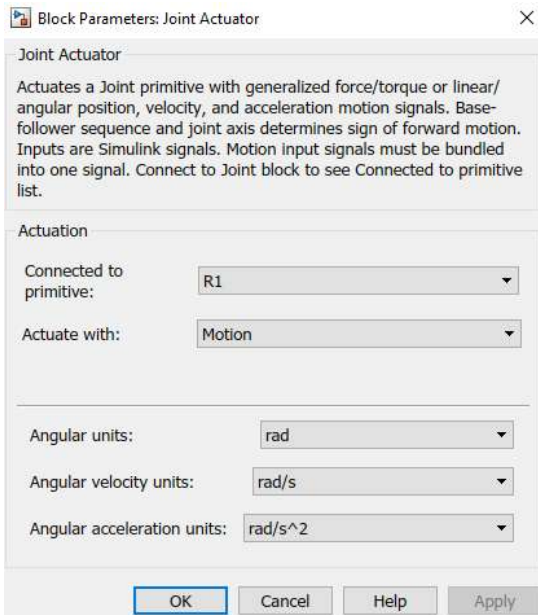 Block Parameters: Joint Actuator
Joint Actuator
Actuates a Joint primitive with generalized force/torque or linear/
angular position, velocity, and acceleration motion signals. Base-
follower sequence and joint axis determines sign of forward motion.
Inputs are Simulink signals. Motion input signals must be bundled
into one signal. Connect to Joint block to see Connected to primitive
list.
Actuation
Connected to
primitive:
R1
Actuate with:
Motion
Angular units:
rad
Angular velocity units:
rad/s
Angular acceleration units:
rad/s^2
OK
Cancel
Help
Apply